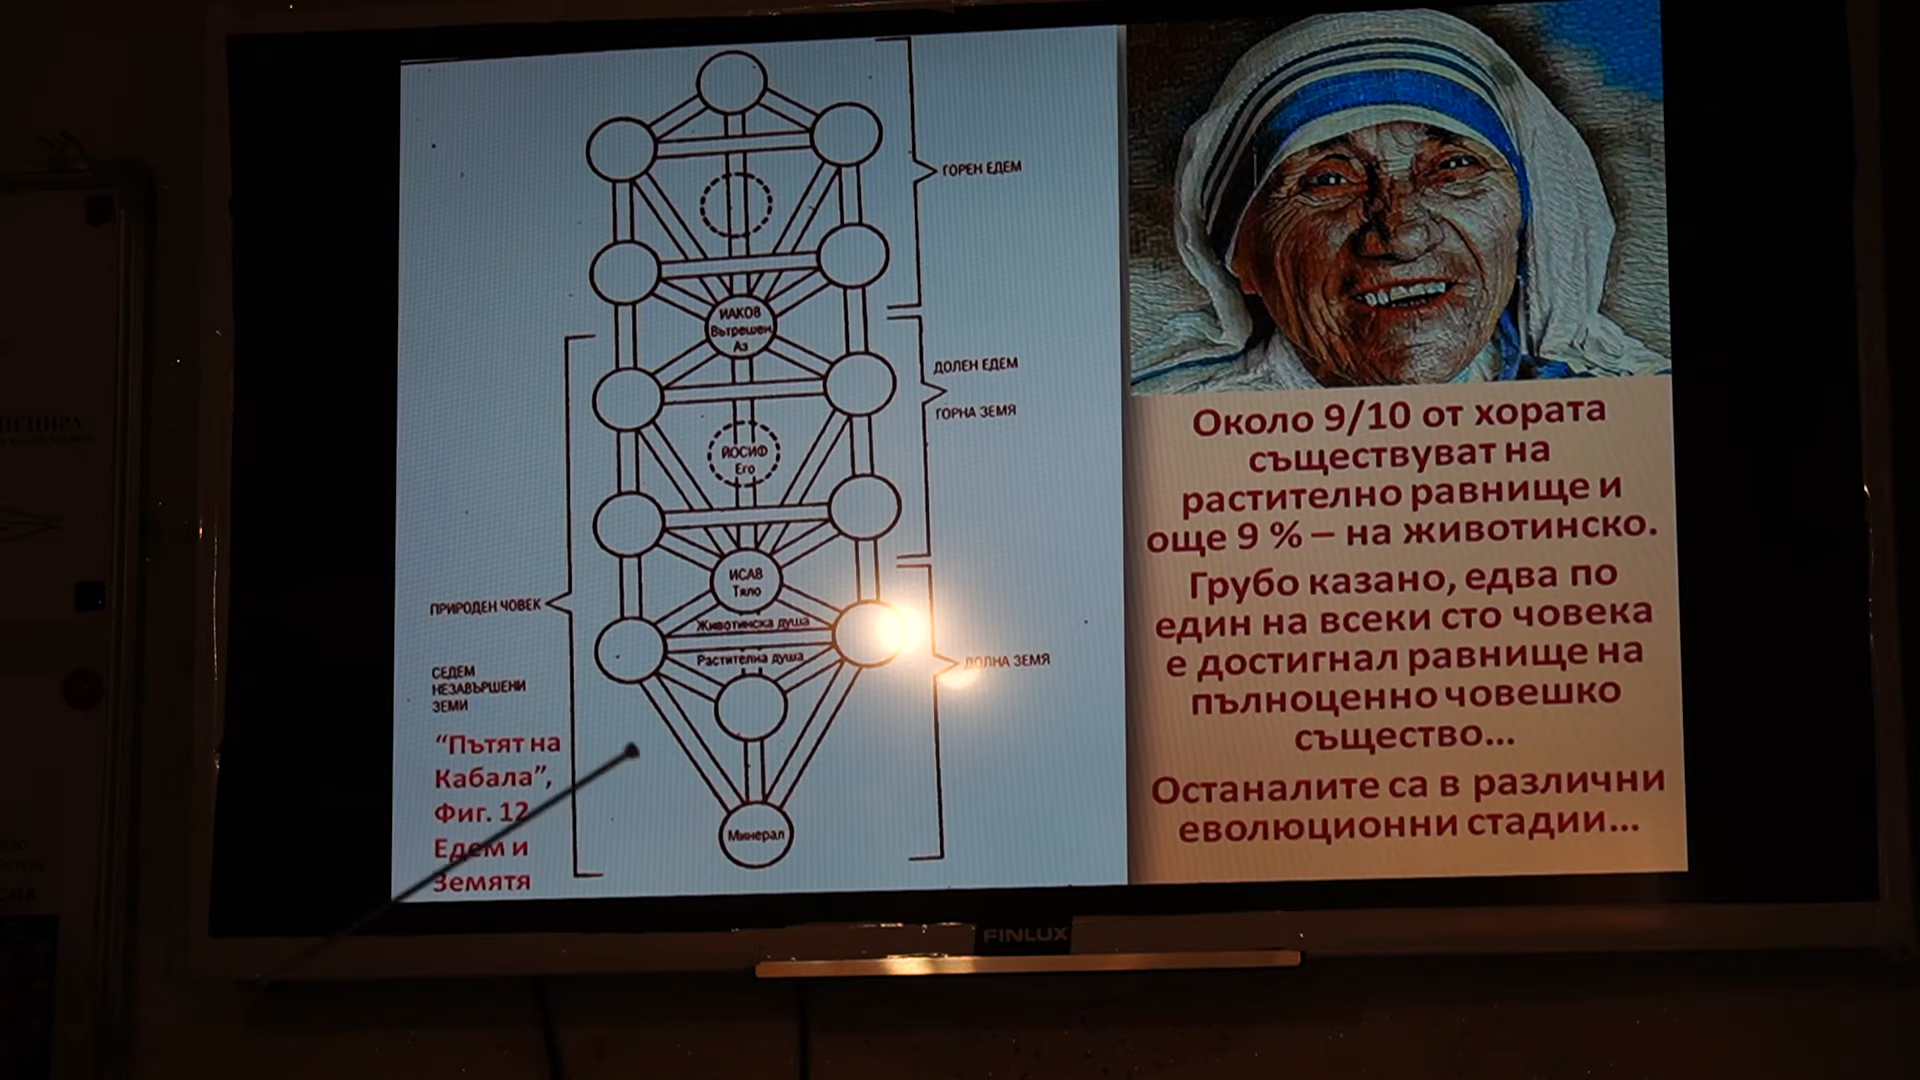 ГОРЕН ЕДЕМ
ИАКОВ
Вътрешен
Аз
ДОЛЕН ЕДЕМ
ГОРНА ЗЕМЯ
ЙОСИФ
Его
ИСАВ
Тяло
ПРИРОДЕН ЧОВЕК
Животинска душа
Растителна душа
ДОЛНА ЗЕМЯ
СЕДЕМ
НЕЗАВЪРШЕНИ
ЗЕМИ
Минерал
“Пътят на
Кабала”,
Фиг. 12
Едем и
Земята
Около 9/10 от хората
съществуват на
растително равнище и
още 9 % – на животинско.
Грубо казано, едва по
един на всеки сто човека
е достигнал равнище на
пълноценно човешко
същество...
Останалите са в различни
еволюционни стадии...
FINLUX